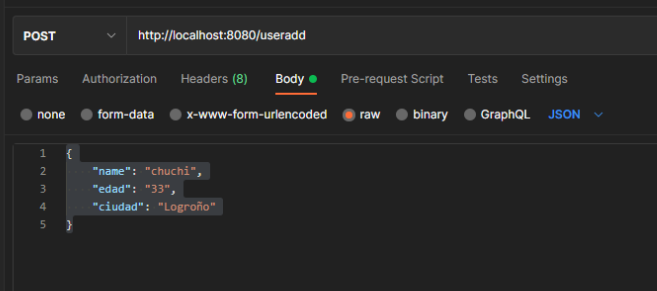 POST http://localhost:8080/useradd
Params Authorization Headers (8) Body Pre-request Script Tests Settings
none form-data x-www-form-urlencoded raw binary GraphQL JSON
1 {
2 "name": "chuchi",
3 "edad": "33",
4 "ciudad": "Logroño"
5 }